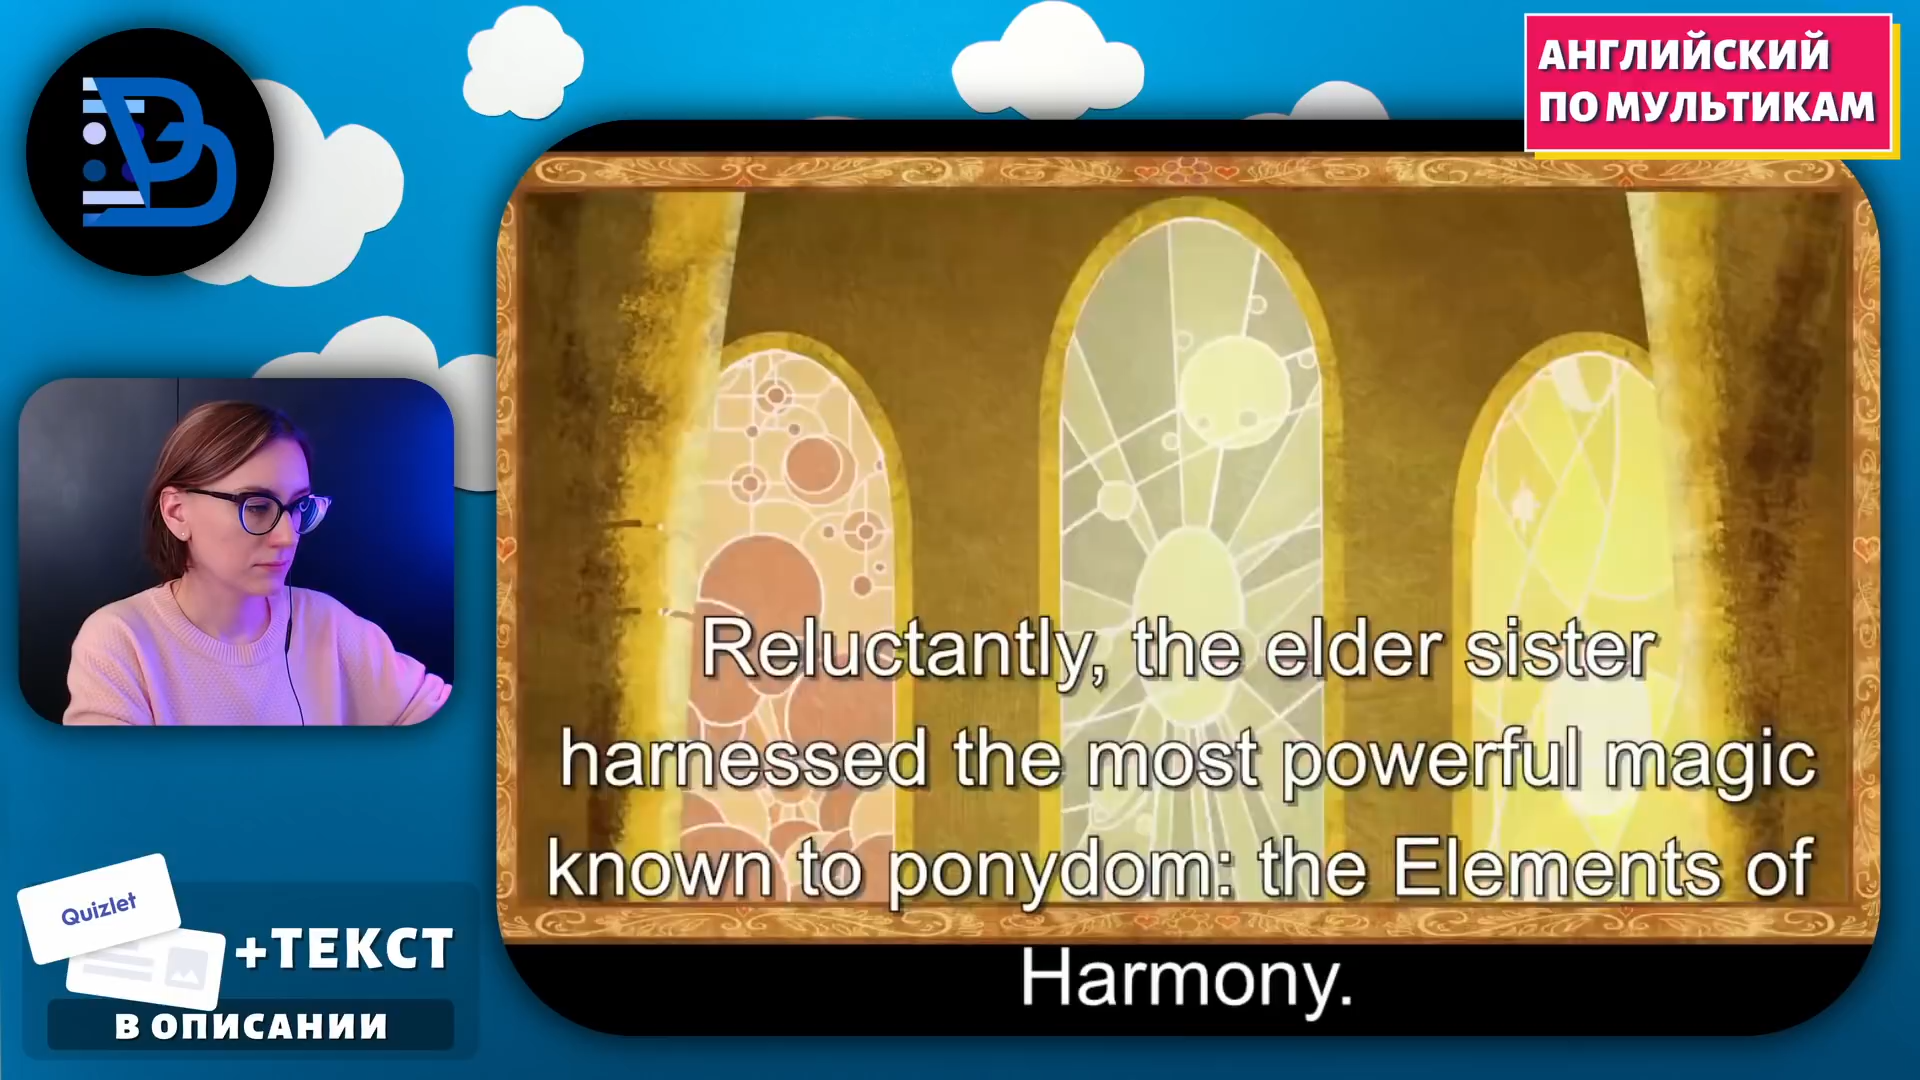 АНГЛИЙСКИЙ
ПО МУЛЬТИКАМ
Reluctantly, the elder sister
harnessed the most powerful magic
known to ponydom: the Elements of
Harmony.
Quizlet
+ТЕКСТ
В ОПИСАНИИ